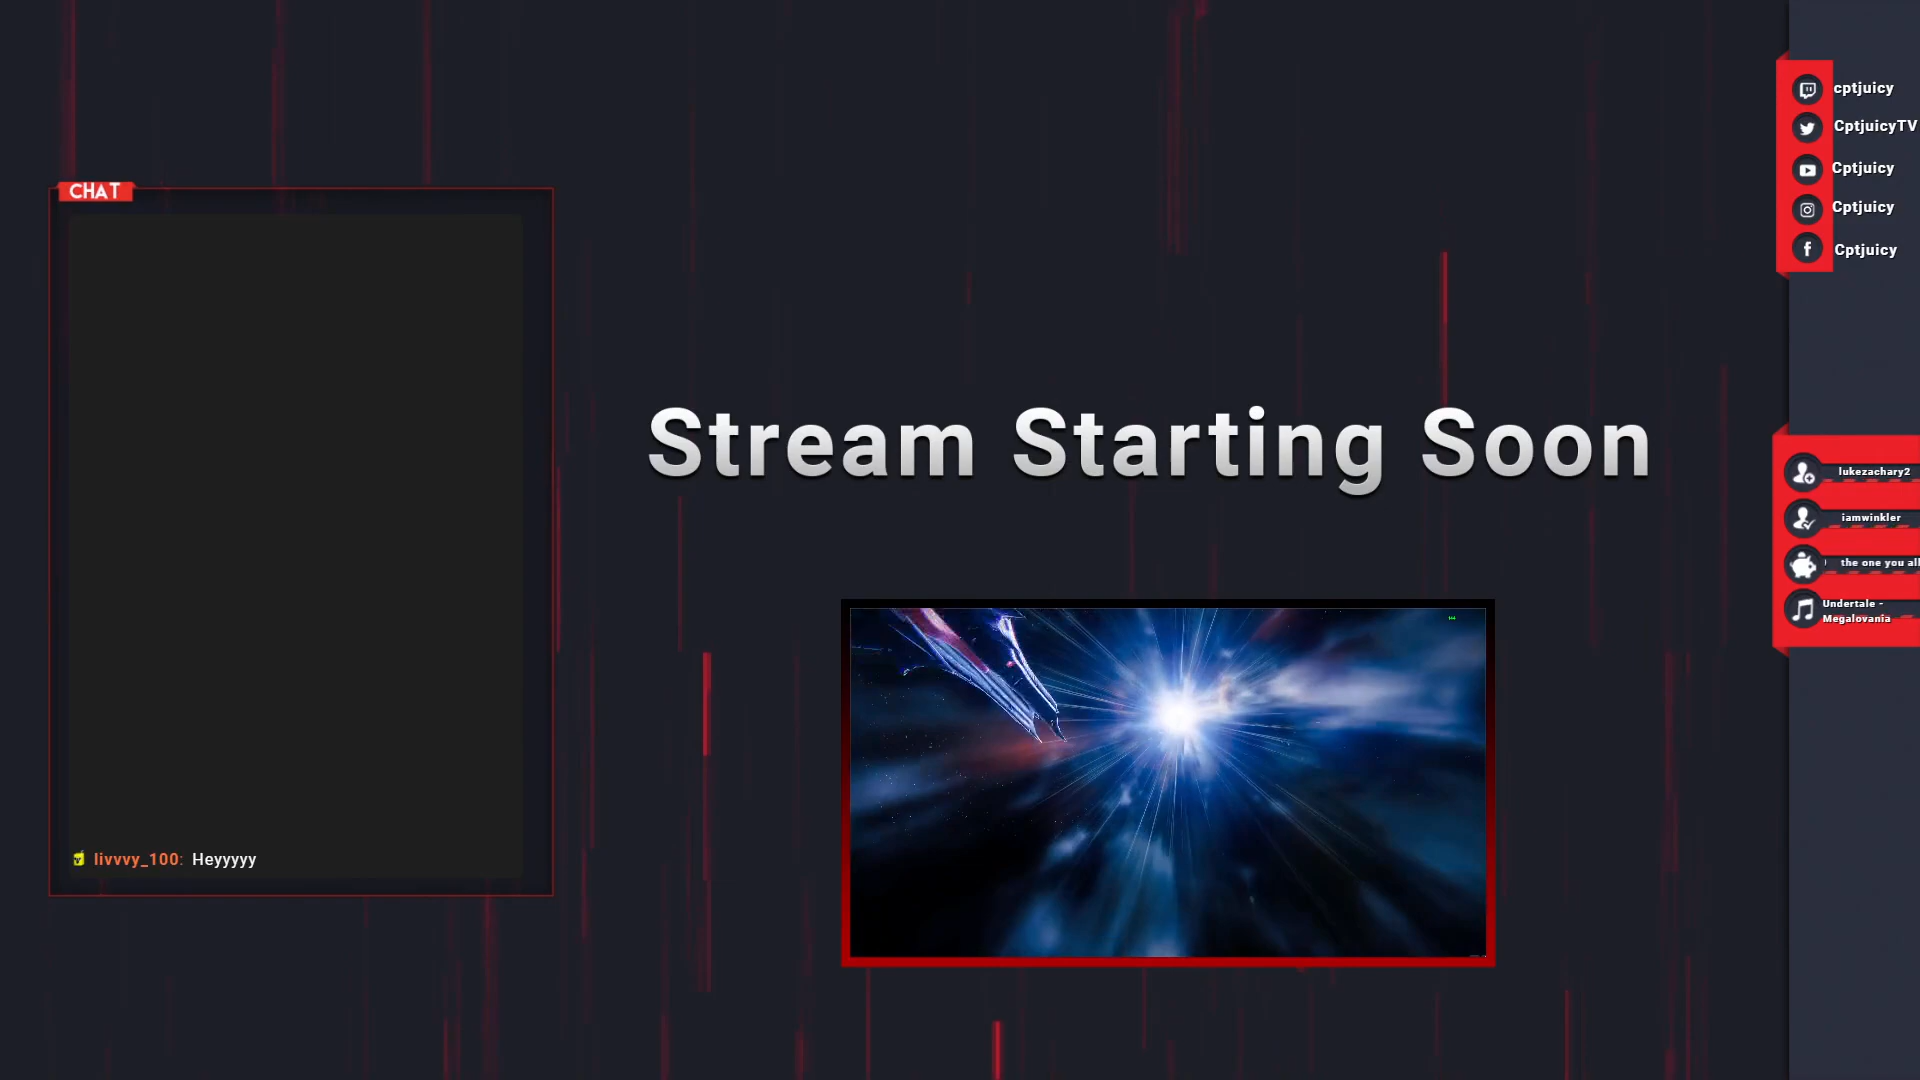 CHAT
livvvy_100: Heyyyyy
Stream Starting Soon
cptjuicy
CptjuicyTV
Cptjuicy
Cptjuicy
Cptjuicy
lukezachary2
iamwinkler
the one you all
Undertale -
Megalovania